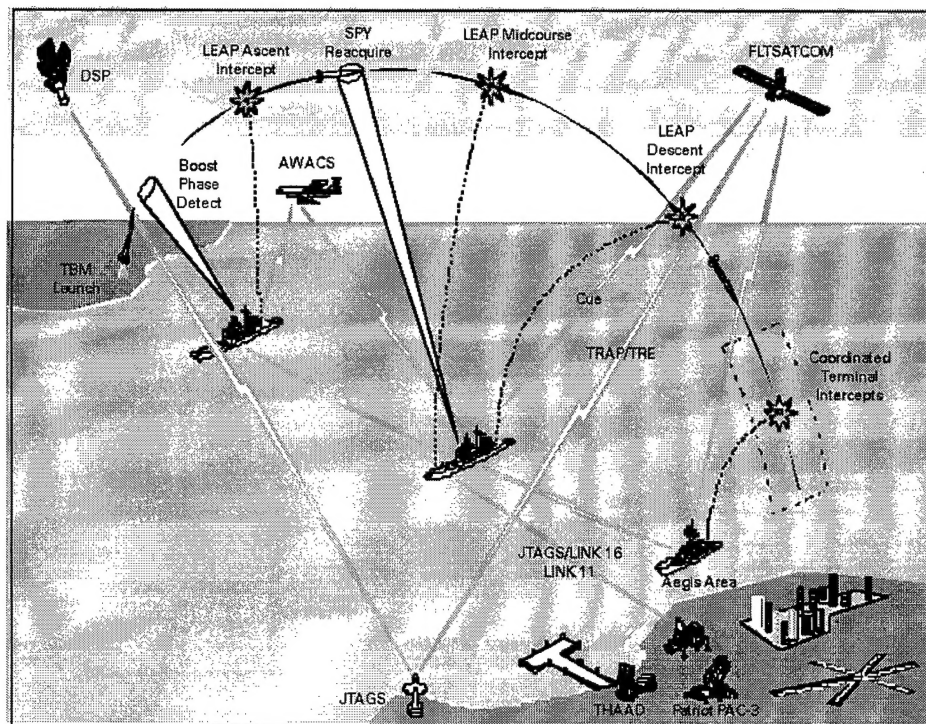 DSP
LEAP Ascent
Intercept
SPY
Reacquire
LEAP Midcourse
Intercept
FLTSATCOM
Boost
Phase
Detect
AWACS
LEAP
Descent
Intercept
TBM
Launch
Cue
TRAP/TRE
Coordinated
Terminal
Intercepts
JTAGS/LINK 16
LINK 11
Aegis Area
JTAGS
THAAD
Patriot PAC-3